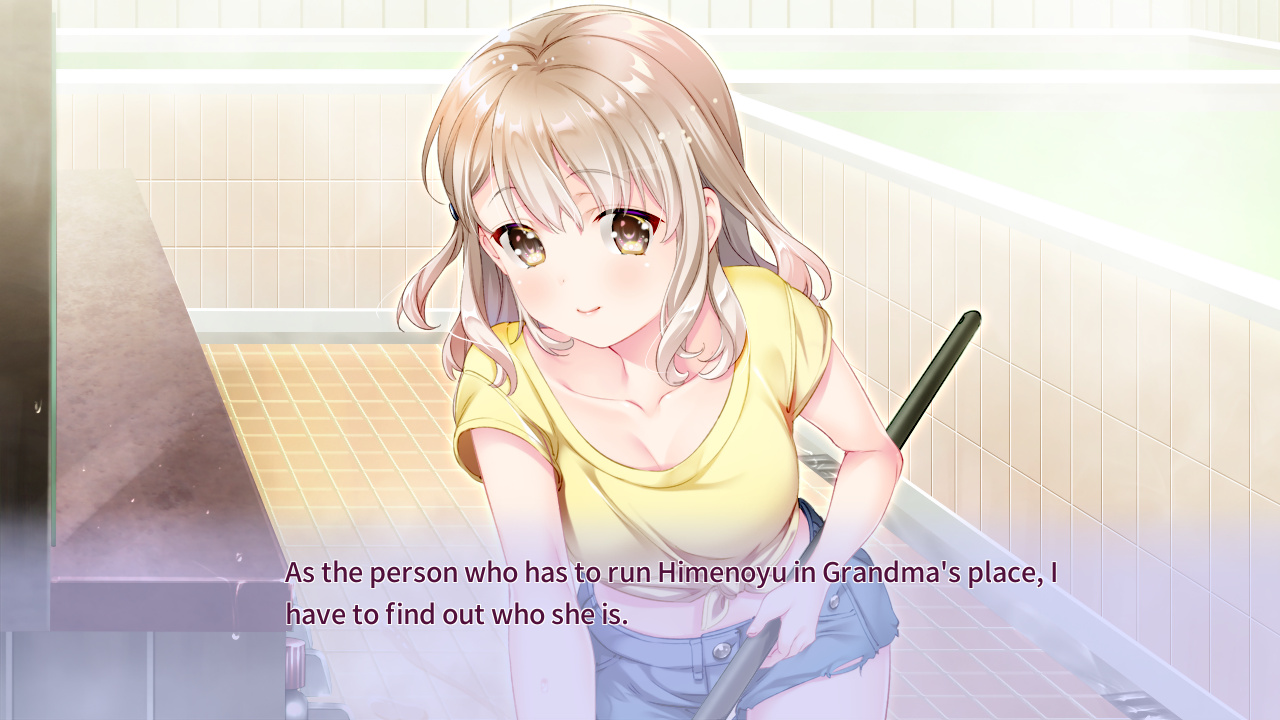 As the person who has to run Himenoyu in Grandma's place, I
have to find out who she is.